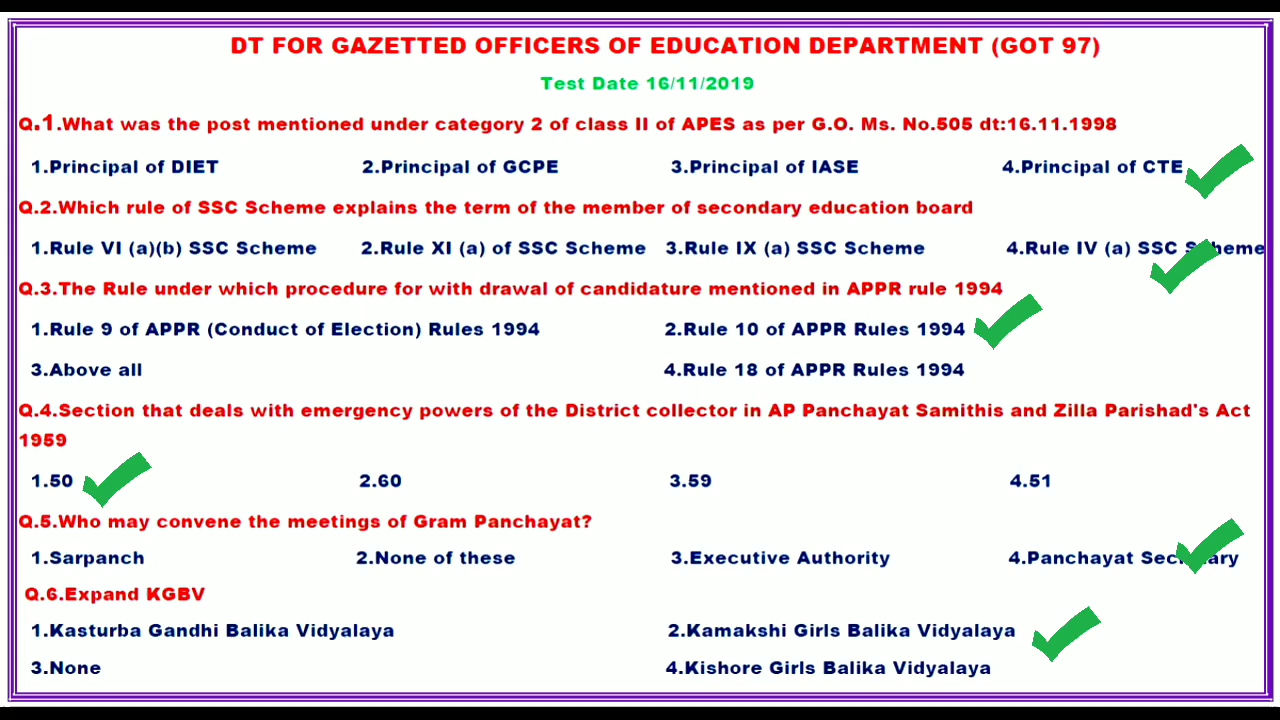 DT FOR GAZETTED OFFICERS OF EDUCATION DEPARTMENT (GOT 97)
Test Date 16/11/2019
Q.1.What was the post mentioned under category 2 of class II of APES as per G.O. Ms. No.505 dt:16.11.1998
1.Principal of DIET 2.Principal of GCPE 3.Principal of IASE 4.Principal of CTE
Q.2.Which rule of SSC Scheme explains the term of the member of secondary education board
1.Rule VI (a)(b) SSC Scheme 2.Rule XI (a) of SSC Scheme 3.Rule IX (a) SSC Scheme 4.Rule IV (a) SSC Scheme
Q.3.The Rule under which procedure for with drawal of candidature mentioned in APPR rule 1994
1.Rule 9 of APPR (Conduct of Election) Rules 1994 2.Rule 10 of APPR Rules 1994
3.Above all 4.Rule 18 of APPR Rules 1994
Q.4.Section that deals with emergency powers of the District collector in AP Panchayat Samithis and Zilla Parishad's Act
1959
1.50 2.60 3.59 4.51
Q.5.Who may convene the meetings of Gram Panchayat?
1.Sarpanch 2.None of these 3.Executive Authority 4.Panchayat Secretary
Q.6.Expand KGBV
1.Kasturba Gandhi Balika Vidyalaya 2.Kamakshi Girls Balika Vidyalaya
3.None 4.Kishore Girls Balika Vidyalaya